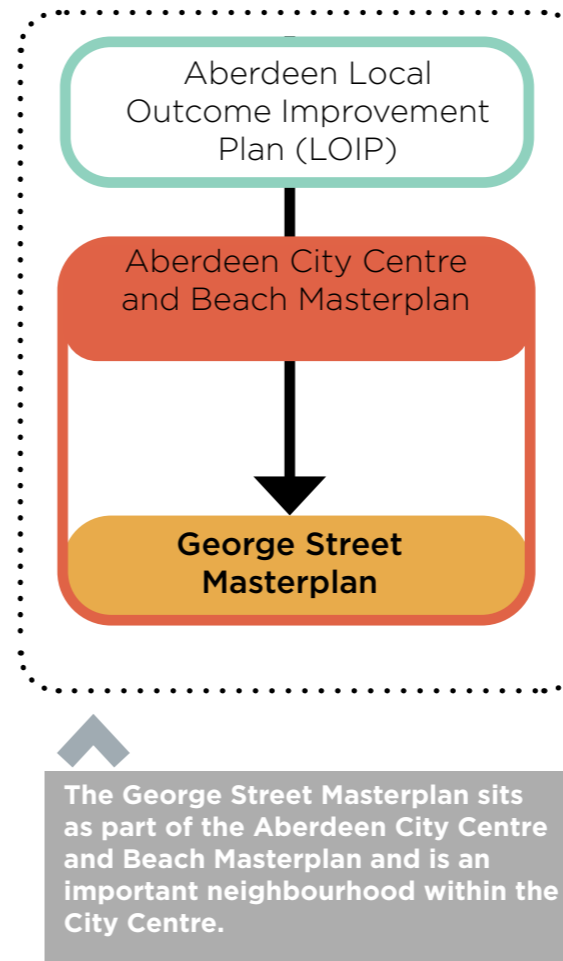 Aberdeen Local
Outcome Improvement
Plan (LOIP)
Aberdeen City Centre
and Beach Masterplan
George Street
Masterplan
The George Street Masterplan sits
as part of the Aberdeen City Centre
and Beach Masterplan and is an
important neighbourhood within the
City Centre.